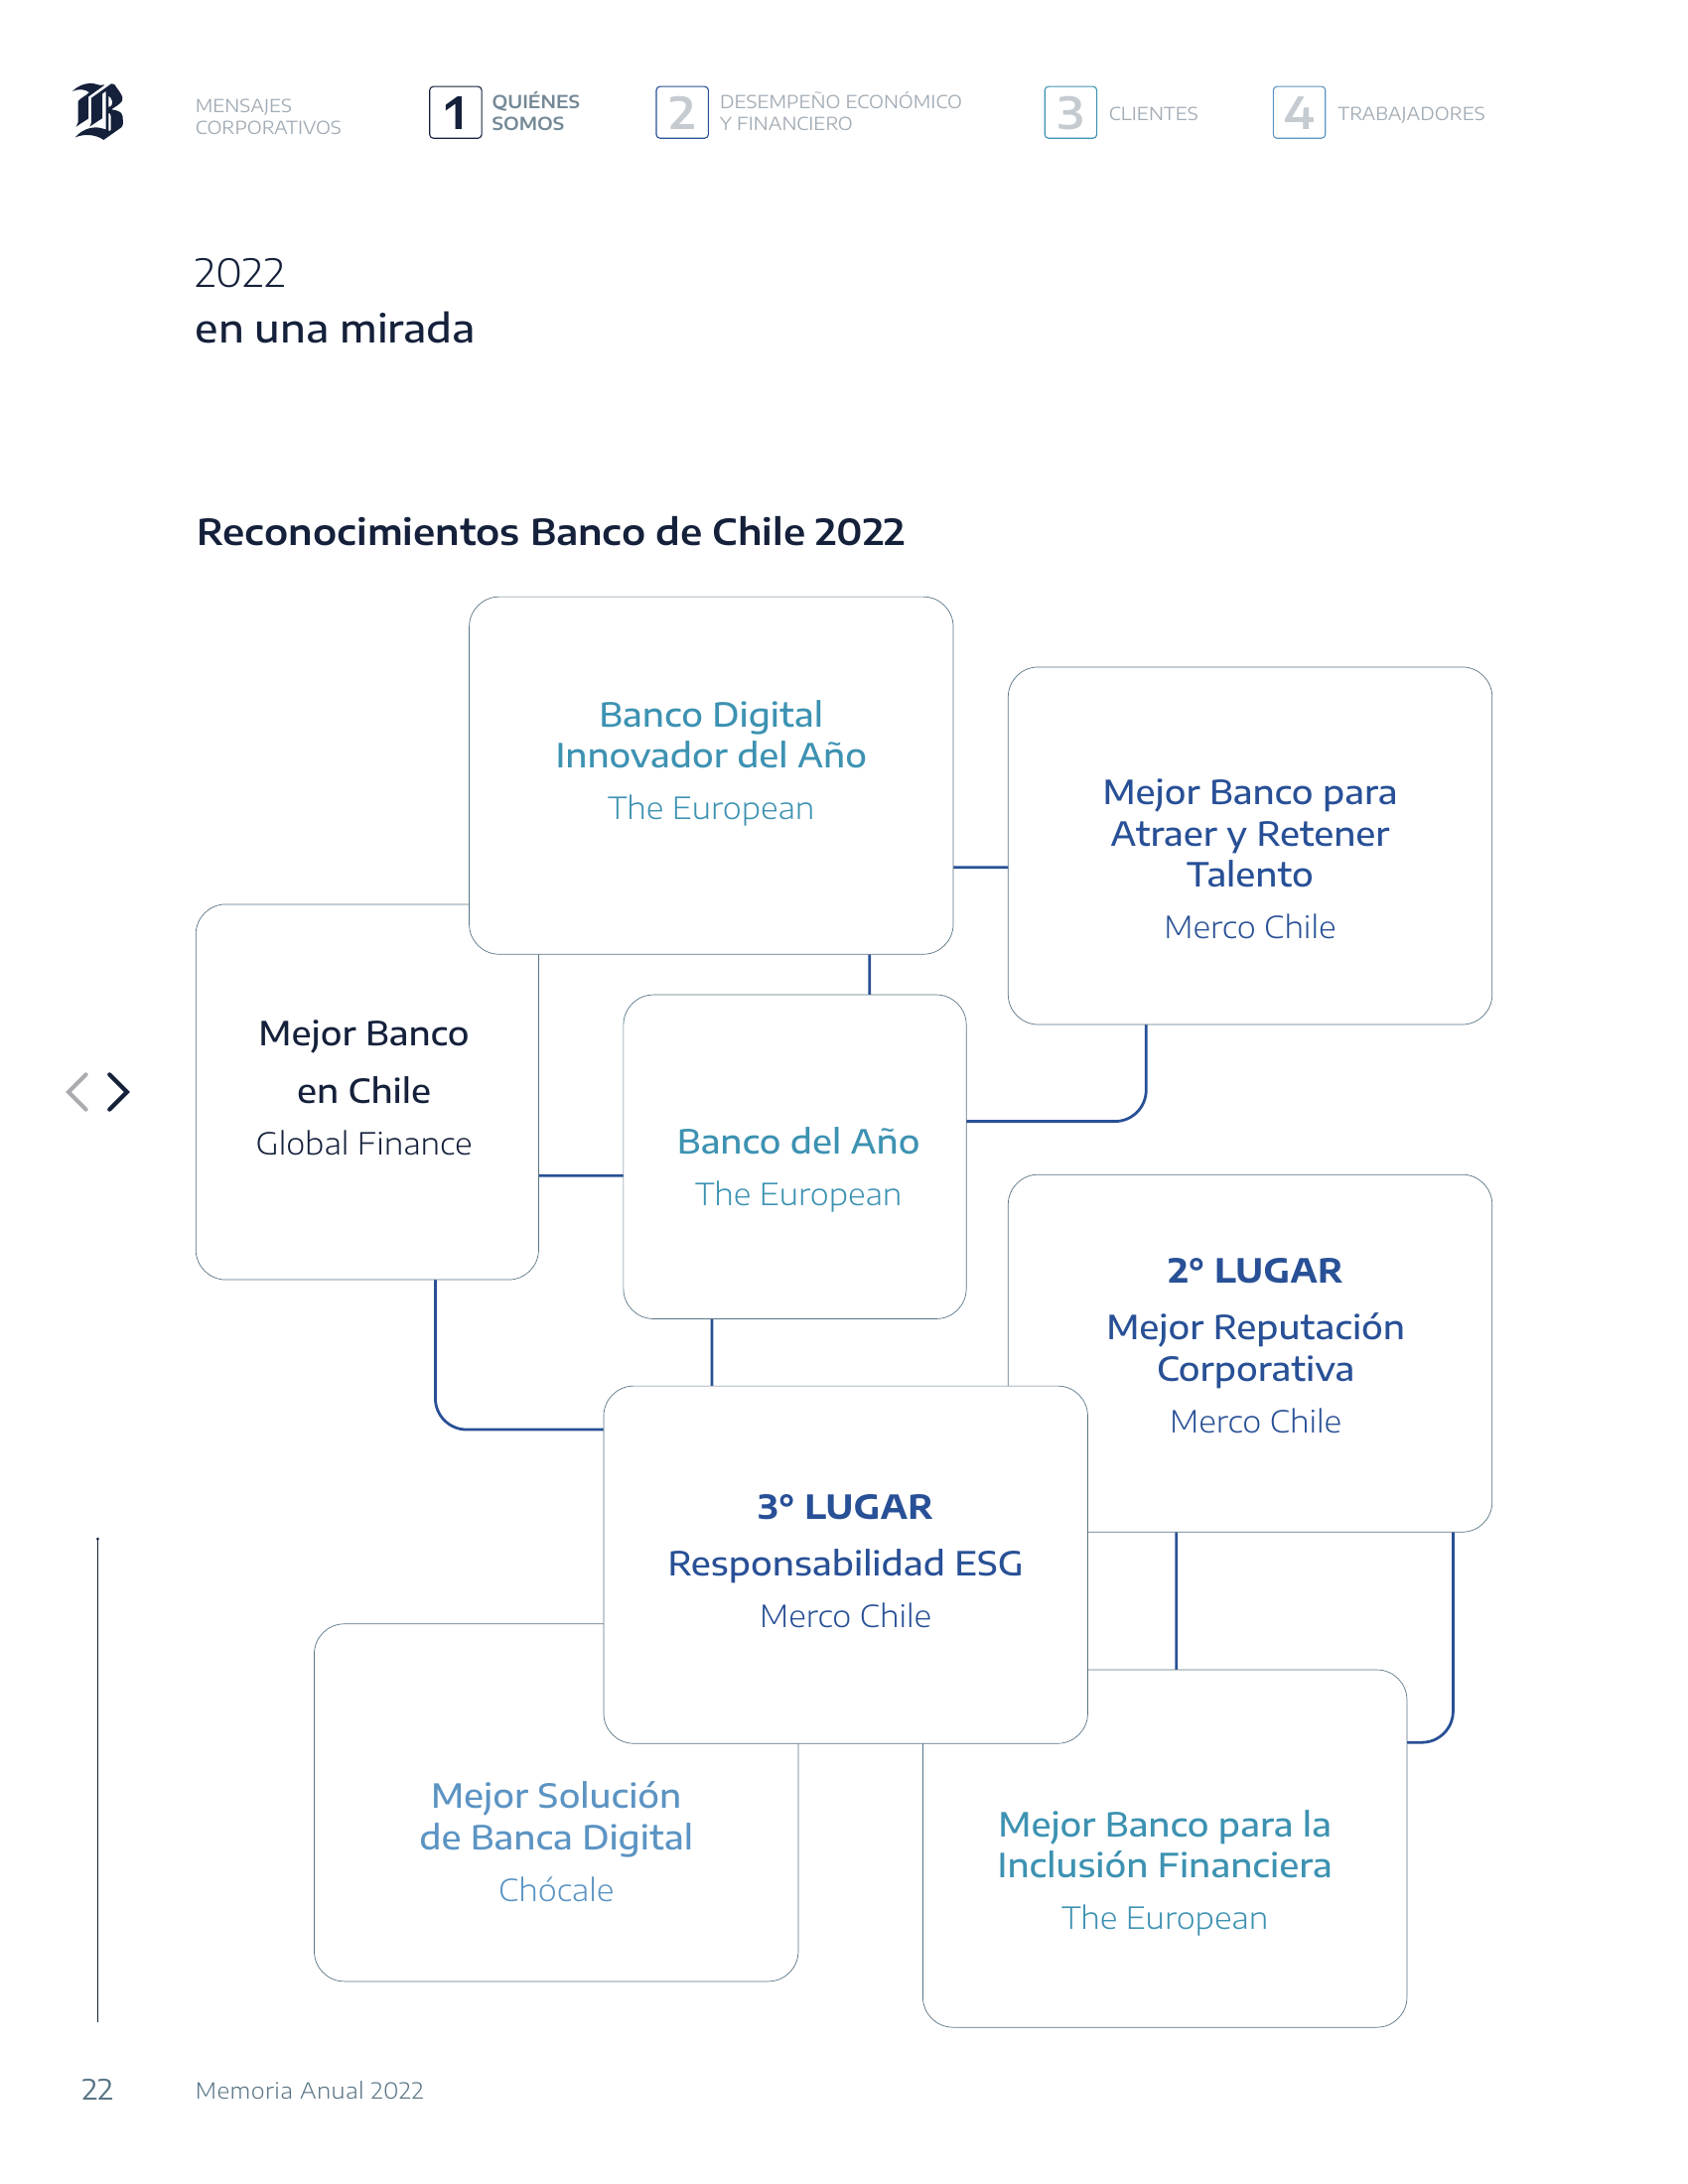 MENSAJES
CORPORATIVOS
1
QUIÉNES
SOMOS
2
DESEMPEÑO ECONÓMICO
Y FINANCIERO
3
CLIENTES
4
TRABAJADORES
2022
en una mirada
Reconocimientos Banco de Chile 2022
Banco Digital
Innovador del Año
The European
Mejor Banco para
Atraer y Retener
Talento
Merco Chile
Mejor Banco
en Chile
Global Finance
Banco del Año
The European
2° LUGAR
Mejor Reputación
Corporativa
Merco Chile
3° LUGAR
Responsabilidad ESG
Merco Chile
Mejor Solución
de Banca Digital
Chócale
Mejor Banco para la
Inclusión Financiera
The European
22
Memoria Anual 2022